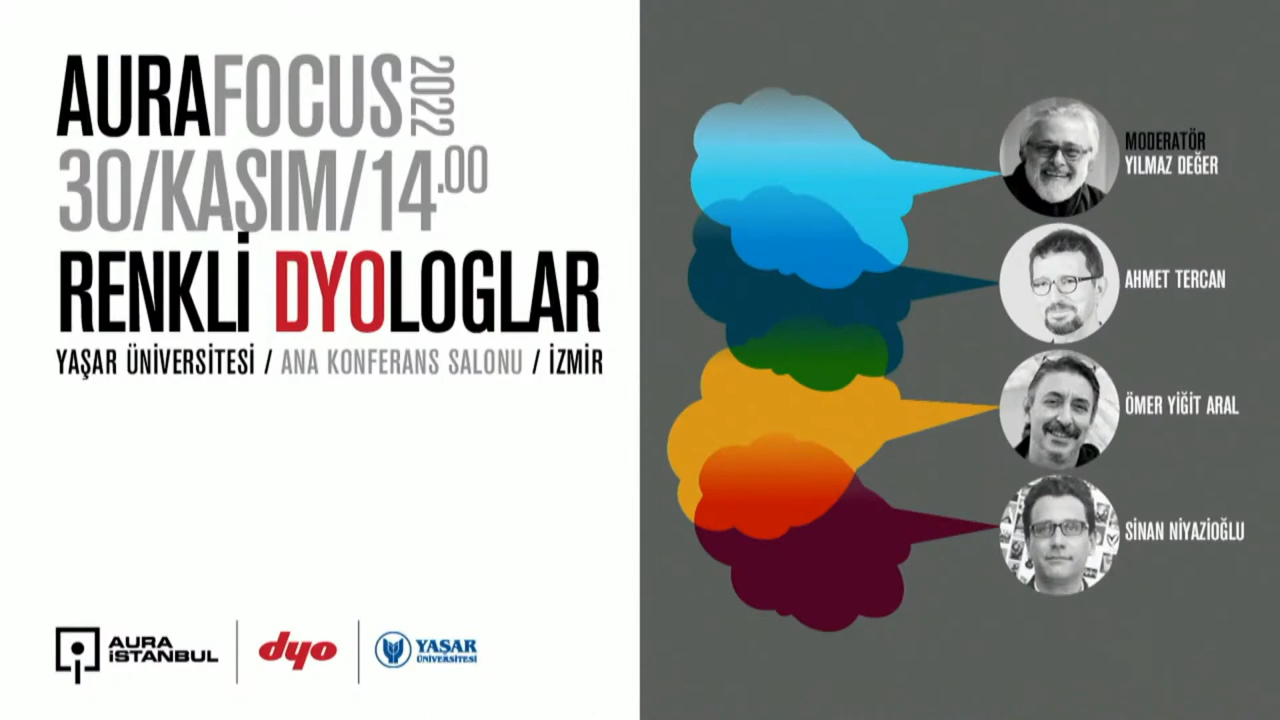 AURAFOCUS 2022
30/KASIM/14.00
RENKLİ DYOLOGLAR
YAŞAR ÜNİVERSİTESİ / ANA KONFERANS SALONU / İZMİR
MODERATÖR
YILMAZ DEĞER
AHMET TERCAN
ÖMER YİĞİT ARAL
SİNAN NİYAZİOĞLU
AURA
İSTANBUL
dyo
YAŞAR
ÜNİVERSİTESİ